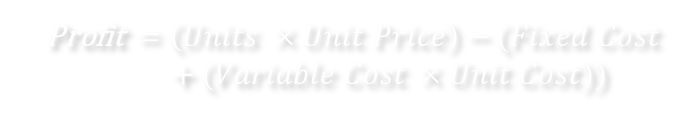 Profit = (Units × Unit Price) − (Fixed Cost
+ (Variable Cost × Unit Cost))